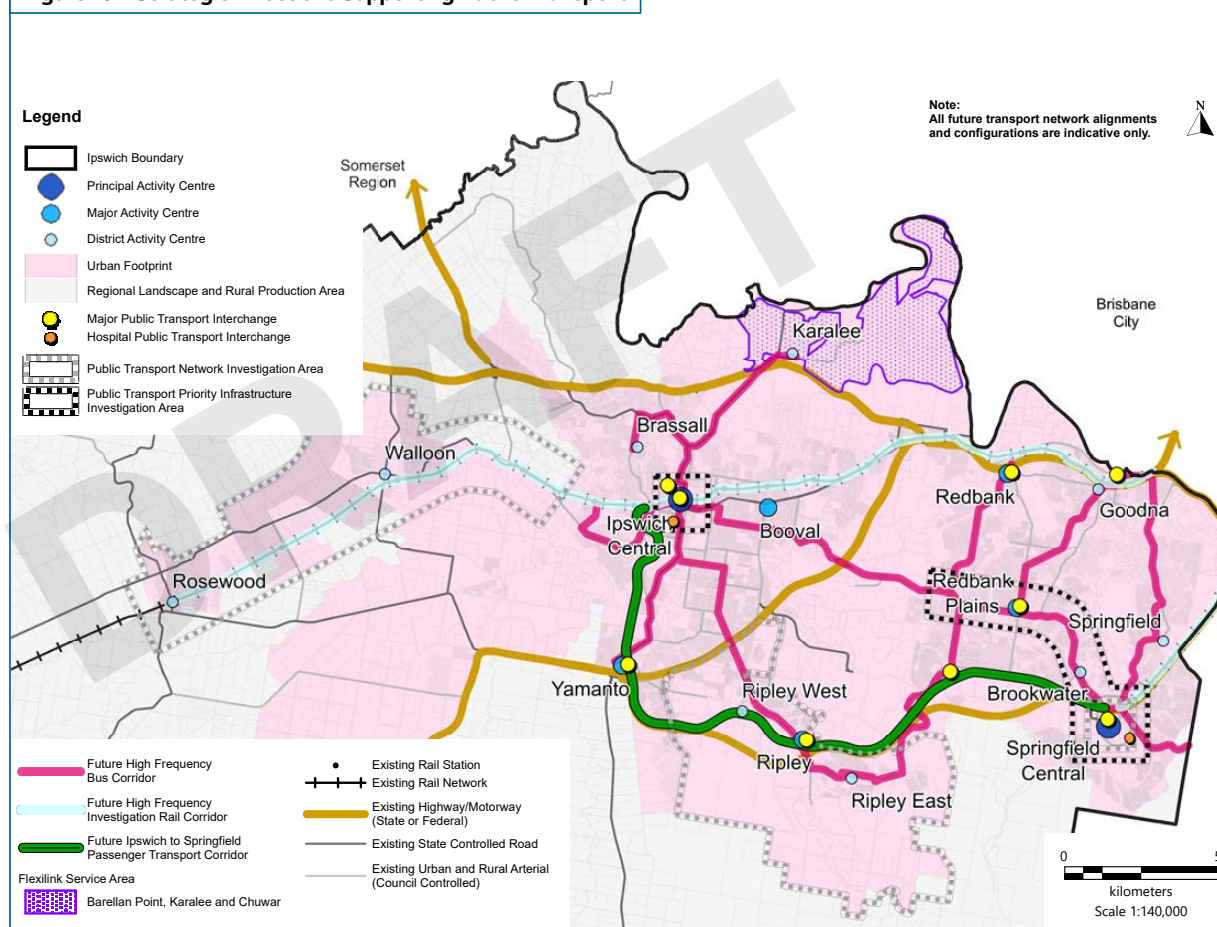 Legend
Ipswich Boundary
Principal Activity Centre
Major Activity Centre
District Activity Centre
Urban Footprint
Regional Landscape and Rural Production Area
Major Public Transport Interchange
Hospital Public Transport Interchange
Public Transport Network Investigation Area
Public Transport Priority Infrastructure
Investigation Area
Note:
All future transport network alignments
and configurations are indicative only.
N
DRAFT
Somerset
Region
Brisbane
City
Karalee
Brassall
Walloon
Redbank
Goodna
Ipswich
Central
Booval
Rosewood
Redbank
Plains
Springfield
Yamanto
Ripley West
Brookwater
Ripley
Springfield
Central
Ripley East
Future High Frequency
Bus Corridor
Future High Frequency
Investigation Rail Corridor
Future Ipswich to Springfield
Passenger Transport Corridor
Flexilink Service Area
Barellan Point, Karalee and Chuwar
Existing Rail Station
Existing Rail Network
Existing Highway/Motorway
(State or Federal)
Existing State Controlled Road
Existing Urban and Rural Arterial
(Council Controlled)
0
5
kilometers
Scale 1:140,000